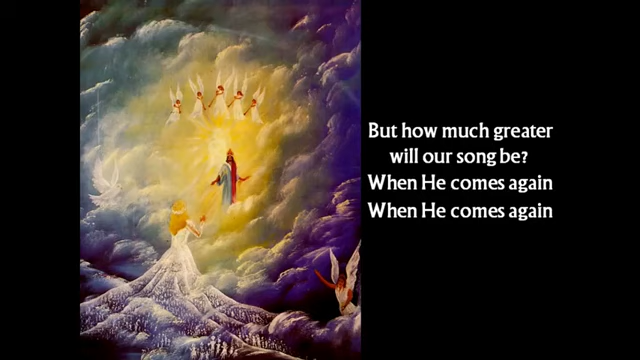 But how much greater
will our song be?
When He comes again
When He comes again